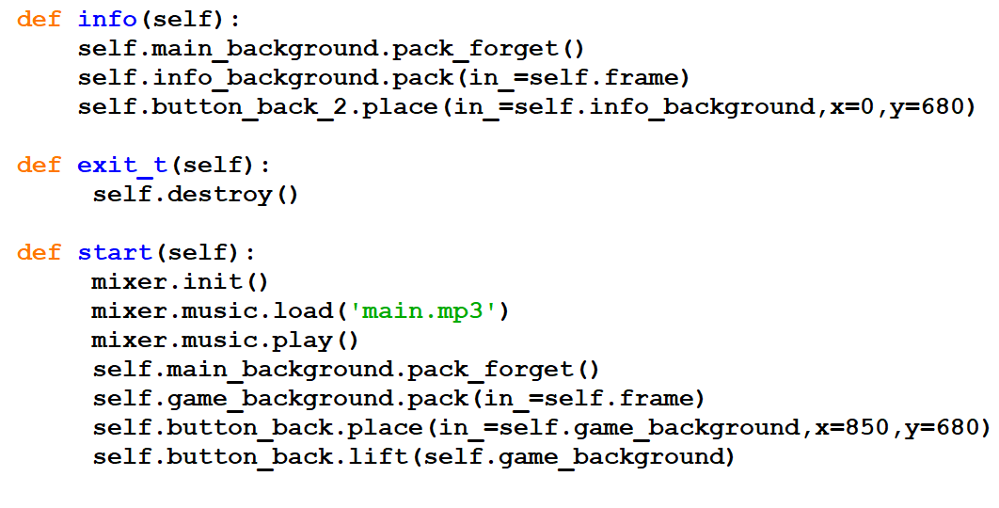 def info(self):
    self.main_background.pack_forget()
    self.info_background.pack(in_=self.frame)
    self.button_back_2.place(in_=self.info_background,x=0,y=680)

def exit_t(self):
     self.destroy()

def start(self):
     mixer.init()
     mixer.music.load('main.mp3')
     mixer.music.play()
     self.main_background.pack_forget()
     self.game_background.pack(in_=self.frame)
     self.button_back.place(in_=self.game_background,x=850,y=680)
     self.button_back.lift(self.game_background)